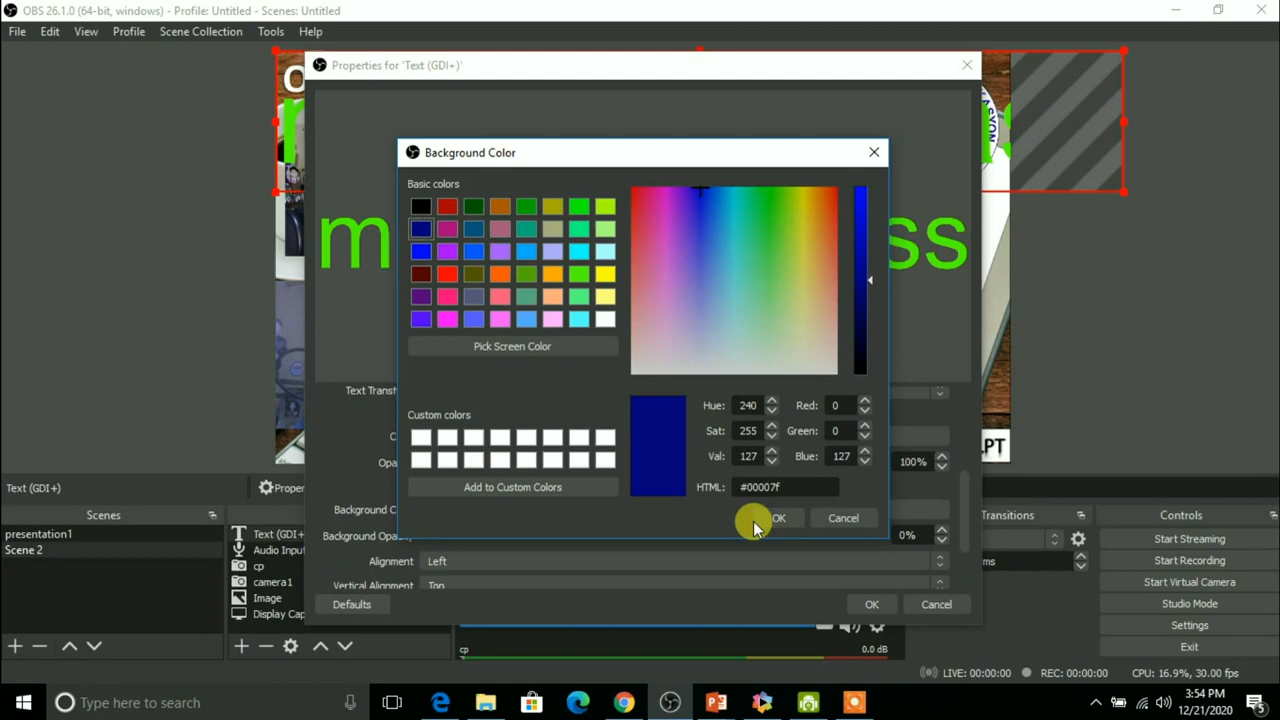 OBS 26.1.0 (64-bit, windows) - Profile: Untitled - Scenes: Untitled
File Edit View Profile Scene Collection Tools Help
Properties for 'Text (GDI+)'
Background Color
Basic colors
Pick Screen Color
Custom colors
Add to Custom Colors
Hue: 240 Red: 0
Sat: 255 Green: 0
Val: 127 Blue: 127
HTML: #00007f
OK Cancel
m
ss
100%
0%
Alignment Left
Vertical Alignment Top
Defaults OK Cancel
Text (GDI+)
Scenes
presentation1
Scene 2
Text (GDI+)
Audio Input
cp
camera1
Image
Display Cap
cp 0.0 dB
Transitions
ms
Controls
Start Streaming
Start Recording
Start Virtual Camera
Studio Mode
Settings
Exit
LIVE: 00:00:00 REC: 00:00:00 CPU: 16.9%, 30.00 fps
Type here to search
3:54 PM
12/21/2020
5